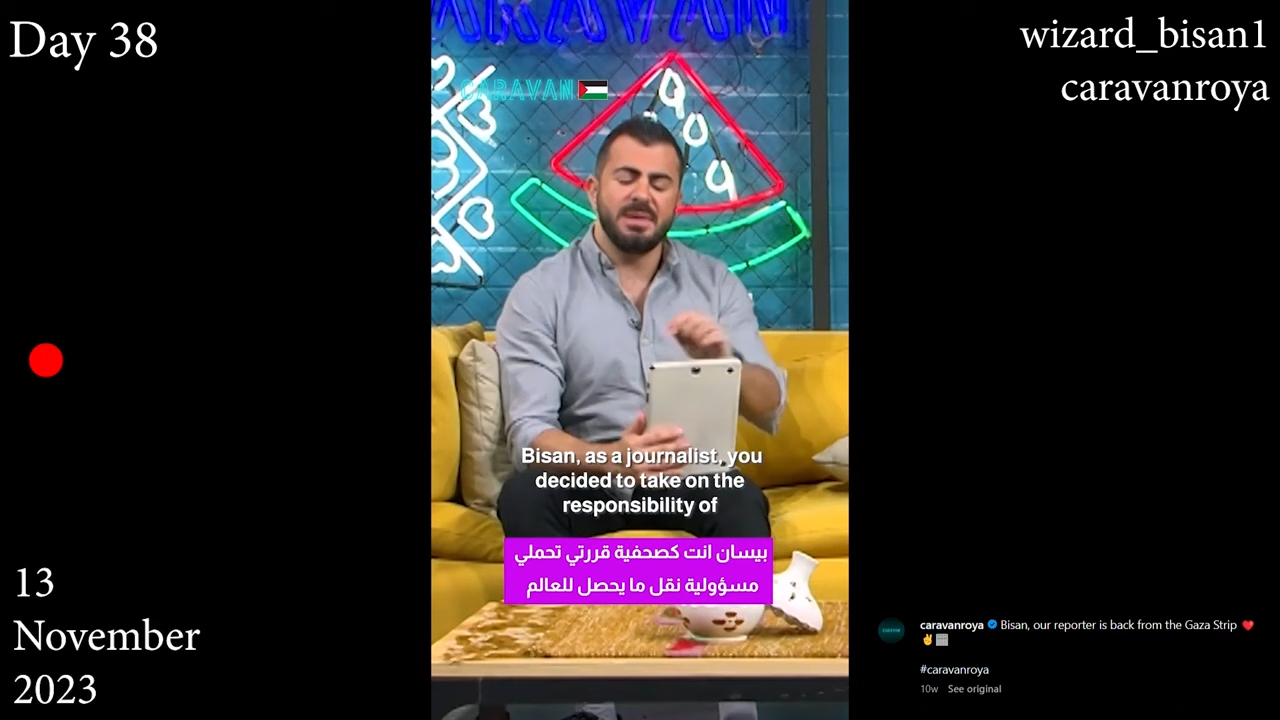 Day 38
wizard_bisan1
caravanroya
CARAVAN
CARAVAN
Bisan, as a journalist, you
decided to take on the
responsibility of
بيسان انت كصحفية قررتي تحملي
مسؤولية نقل ما يحصل للعالم
13
November
2023
caravanroya Bisan, our reporter is back from the Gaza Strip ❤️
✌️
#caravanroya
10w See original